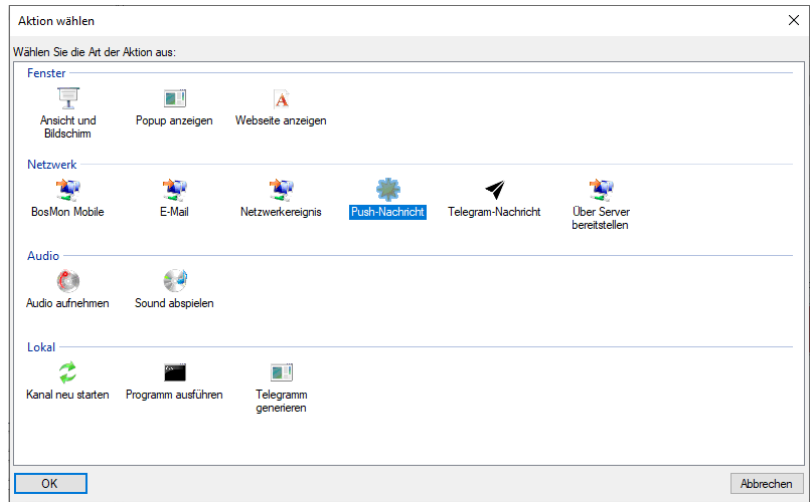 Aktion wählen
Wählen Sie die Art der Aktion aus:
Fenster
Ansicht und
Bildschirm
Popup anzeigen
Webseite anzeigen
Netzwerk
BosMon Mobile
E-Mail
Netzwerkereignis
Push-Nachricht
Telegram-Nachricht
Über Server
bereitstellen
Audio
Audio aufnehmen
Sound abspielen
Lokal
Kanal neu starten
Programm ausführen
Telegramm
generieren
OK
Abbrechen